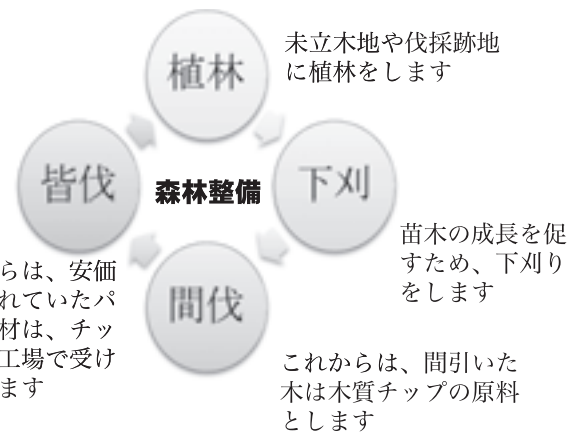 植林
未立木地や伐採跡地
に植林をします
皆伐
森林整備
下刈
苗木の成長を促
すため、下刈り
をします
間伐
らは、安価
れていたパ
材は、チッ
工場で受け
ます
これからは、間引いた
木は木質チップの原料
とします